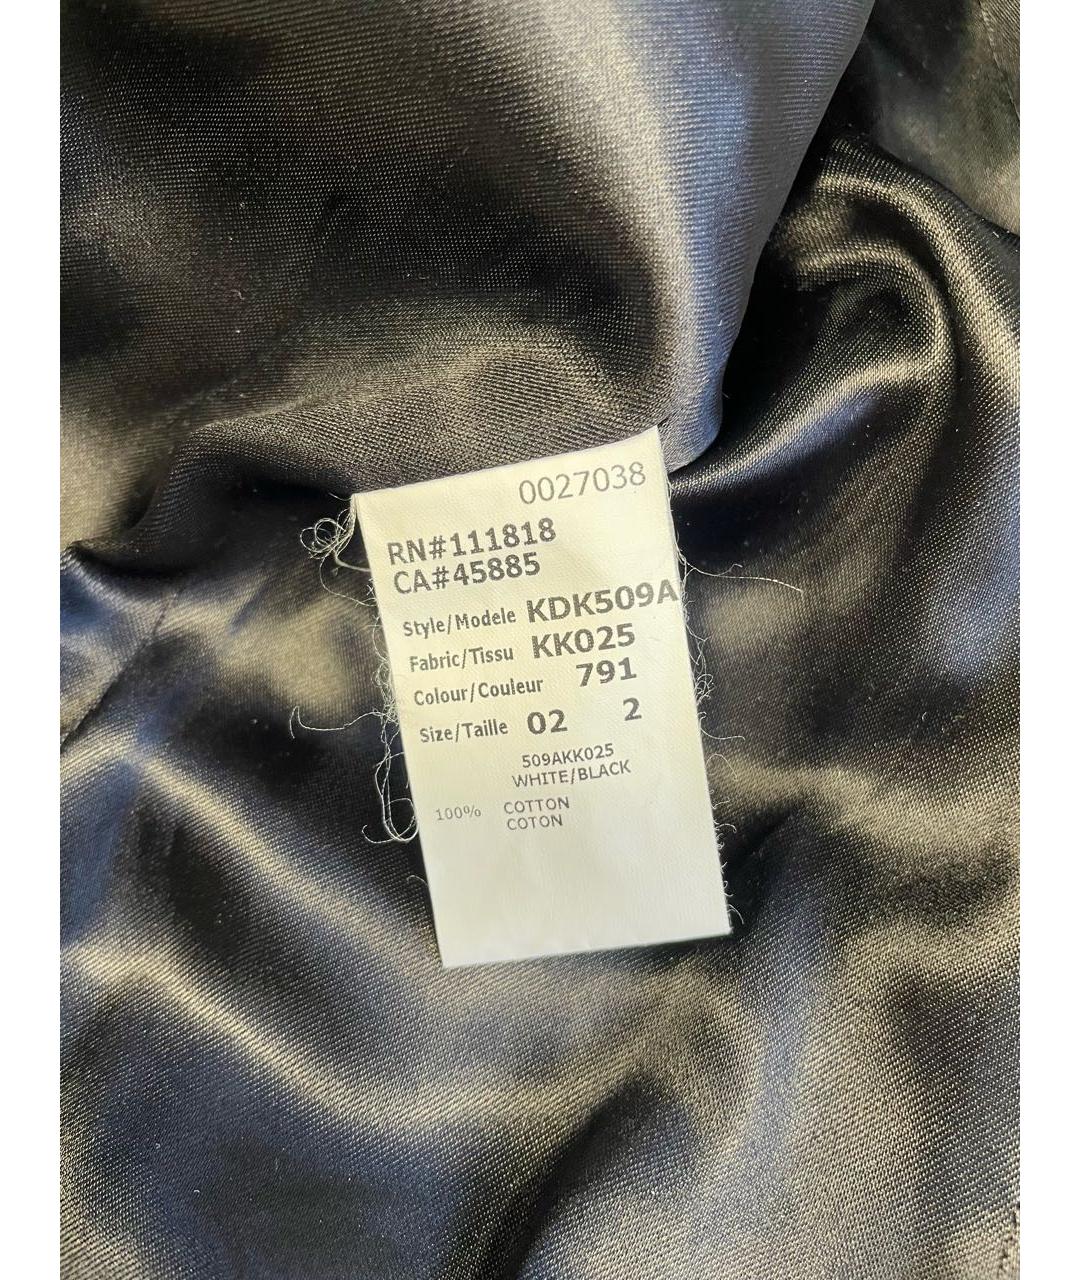 0027038
RN#111818
CA#45885
Style/Modele KDK509A
Fabric/Tissu KK025
Colour/Couleur 791
Size/Taille 02 2
509AKK025
WHITE/BLACK
100% COTTON
COTON